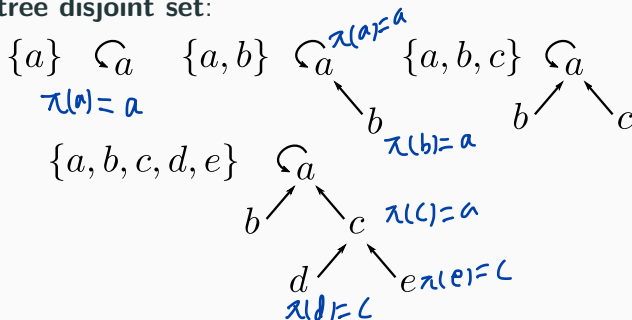 tree disjoint set:
{a} a {a, b} a π(a)=a {a, b, c} a
π(a)=a
b π(b)=a b c
{a, b, c, d, e} a
b c π(c)=a
d e π(e)=c
π(d)=c